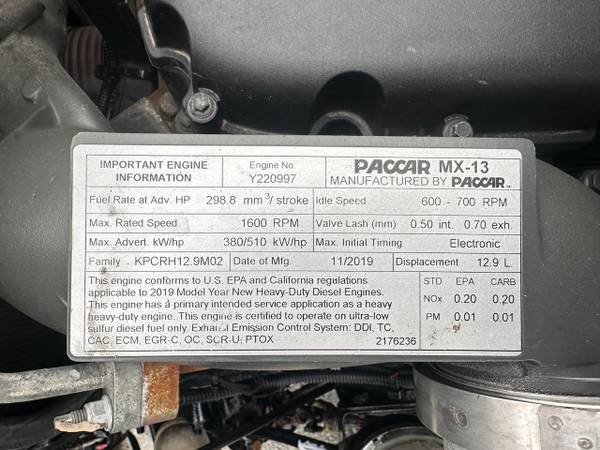 IMPORTANT ENGINE INFORMATION
Engine No. Y220997
PACCAR MX-13
MANUFACTURED BY PACCAR
Fuel Rate at Adv. HP 298.8 mm³/stroke
Idle Speed 600 - 700 RPM
Max. Rated Speed 1600 RPM
Valve Lash (mm) 0.50 int. 0.70 exh.
Max. Advert. kW/hp 380/510 kW/hp
Max. Initial Timing Electronic
Family KPCRH12.9M02
Date of Mfg. 11/2019
Displacement 12.9 L.
This engine conforms to U.S. EPA and California regulations
applicable to 2019 Model Year New Heavy-Duty Diesel Engines.
This engine has a primary intended service application as a heavy
heavy-duty engine. This engine is certified to operate on ultra-low
sulfur diesel fuel only. Exhaust Emission Control System: DDI, TC,
CAC, ECM, EGR-C, OC, SCR-U, PTOX
2176236
STD EPA CARB
NOx 0.20 0.20
PM 0.01 0.01